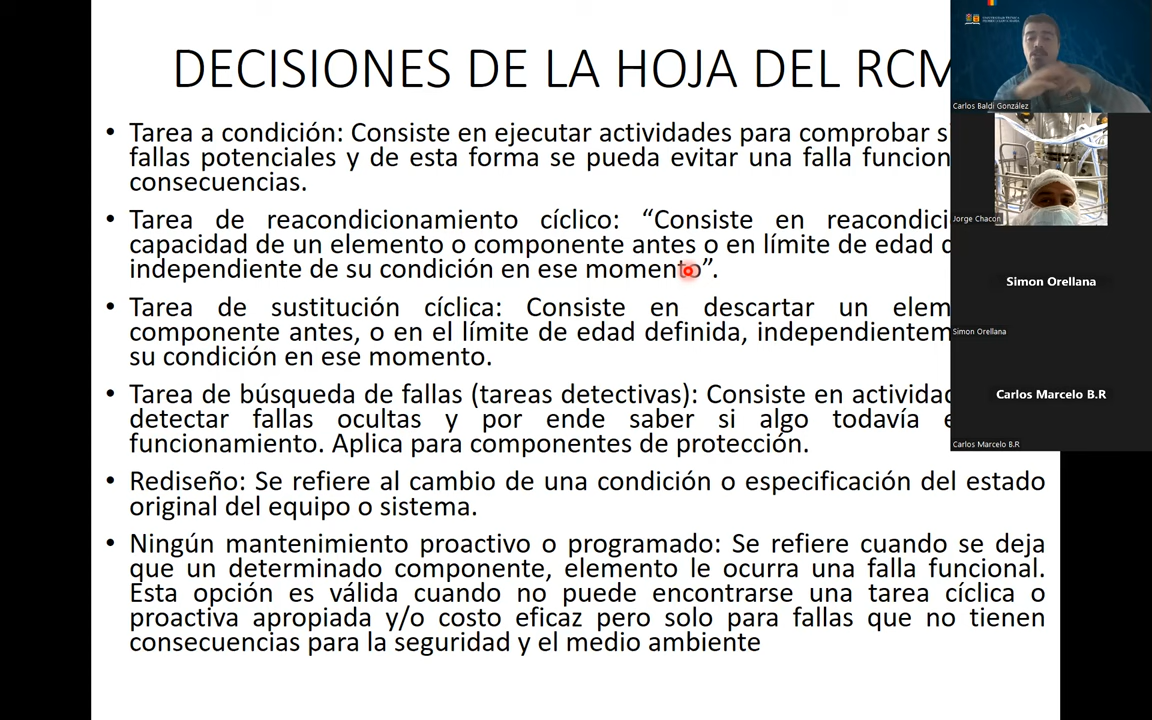 DECISIONES DE LA HOJA DEL RCM
• Tarea a condición: Consiste en ejecutar actividades para comprobar
fallas potenciales y de esta forma se pueda evitar una falla
consecuencias.
• Tarea de reacondicionamiento cíclico: “Consiste en
capacidad de un elemento o componente antes o en límite de edad
independiente de su condición en ese momento”.
• Tarea de sustitución cíclica: Consiste en descartar un
componente antes, o en el límite de edad definida,
su condición en ese momento.
• Tarea de búsqueda de fallas (tareas detectivas): Consiste en
detectar fallas ocultas y por ende saber si algo todavía
funcionamiento. Aplica para componentes de protección.
• Rediseño: Se refiere al cambio de una condición o especificación del estado
original del equipo o sistema.
• Ningún mantenimiento proactivo o programado: Se refiere cuando se deja
que un determinado componente, elemento le ocurra una falla funcional.
Esta opción es válida cuando no puede encontrarse una tarea cíclica o
proactiva apropiada y/o costo eficaz pero solo para fallas que no tienen
consecuencias para la seguridad y el medio ambiente
Carlos Baldi González
Jorge Chacon
Simon Orellana
Simon Orellana
Carlos Marcelo B.R
Carlos Marcelo B.R